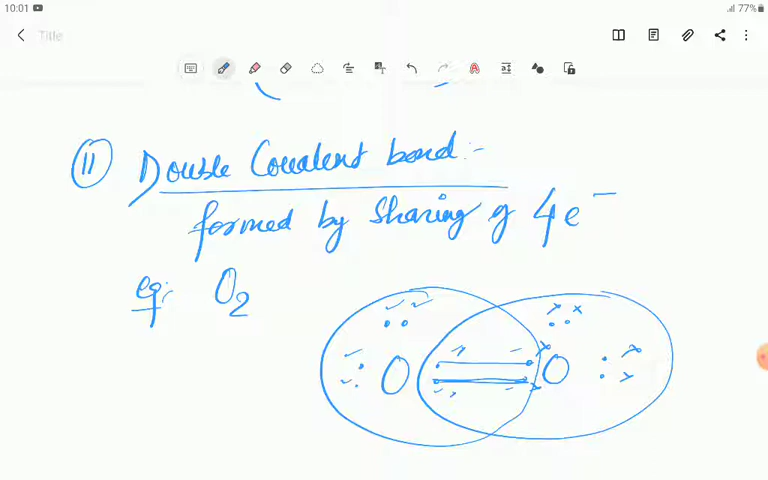 10:01
77%
Title
(II) Double Covalent bond :-
formed by sharing of 4e⁻
eg: O₂
O O